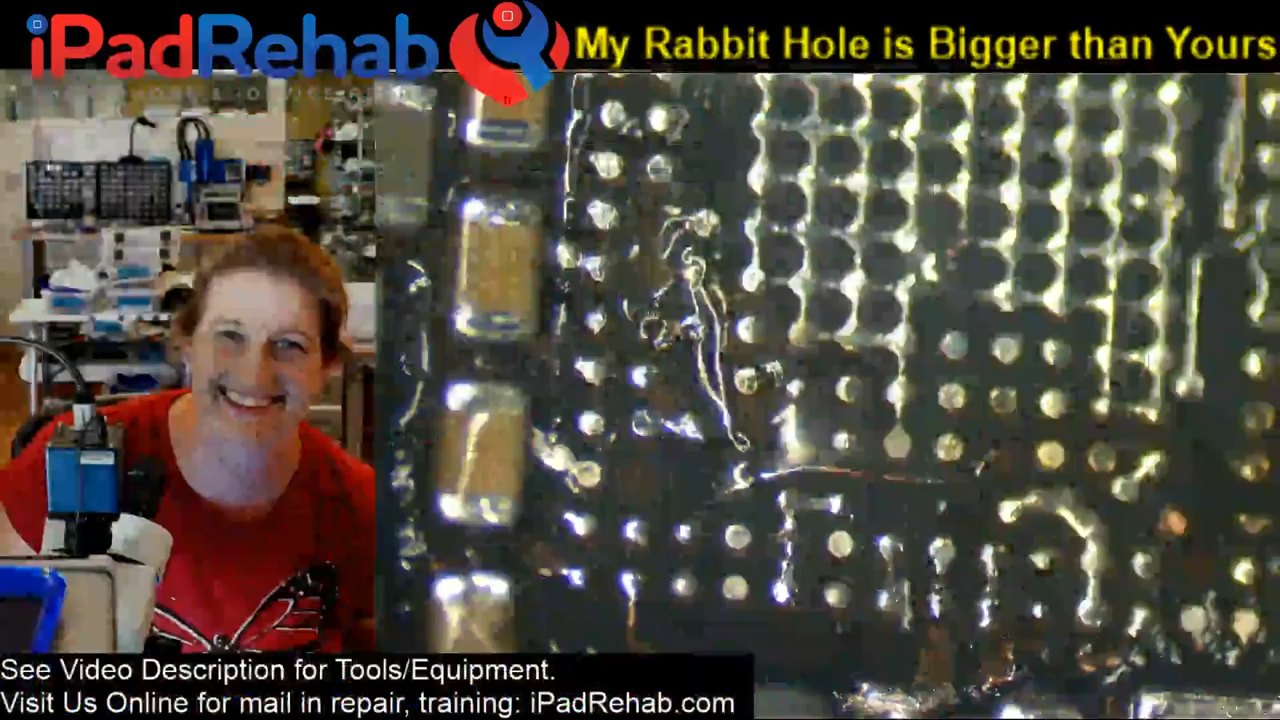 iPadRehab
My Rabbit Hole is Bigger than Yours
See Video Description for Tools/Equipment.
Visit Us Online for mail in repair, training: iPadRehab.com